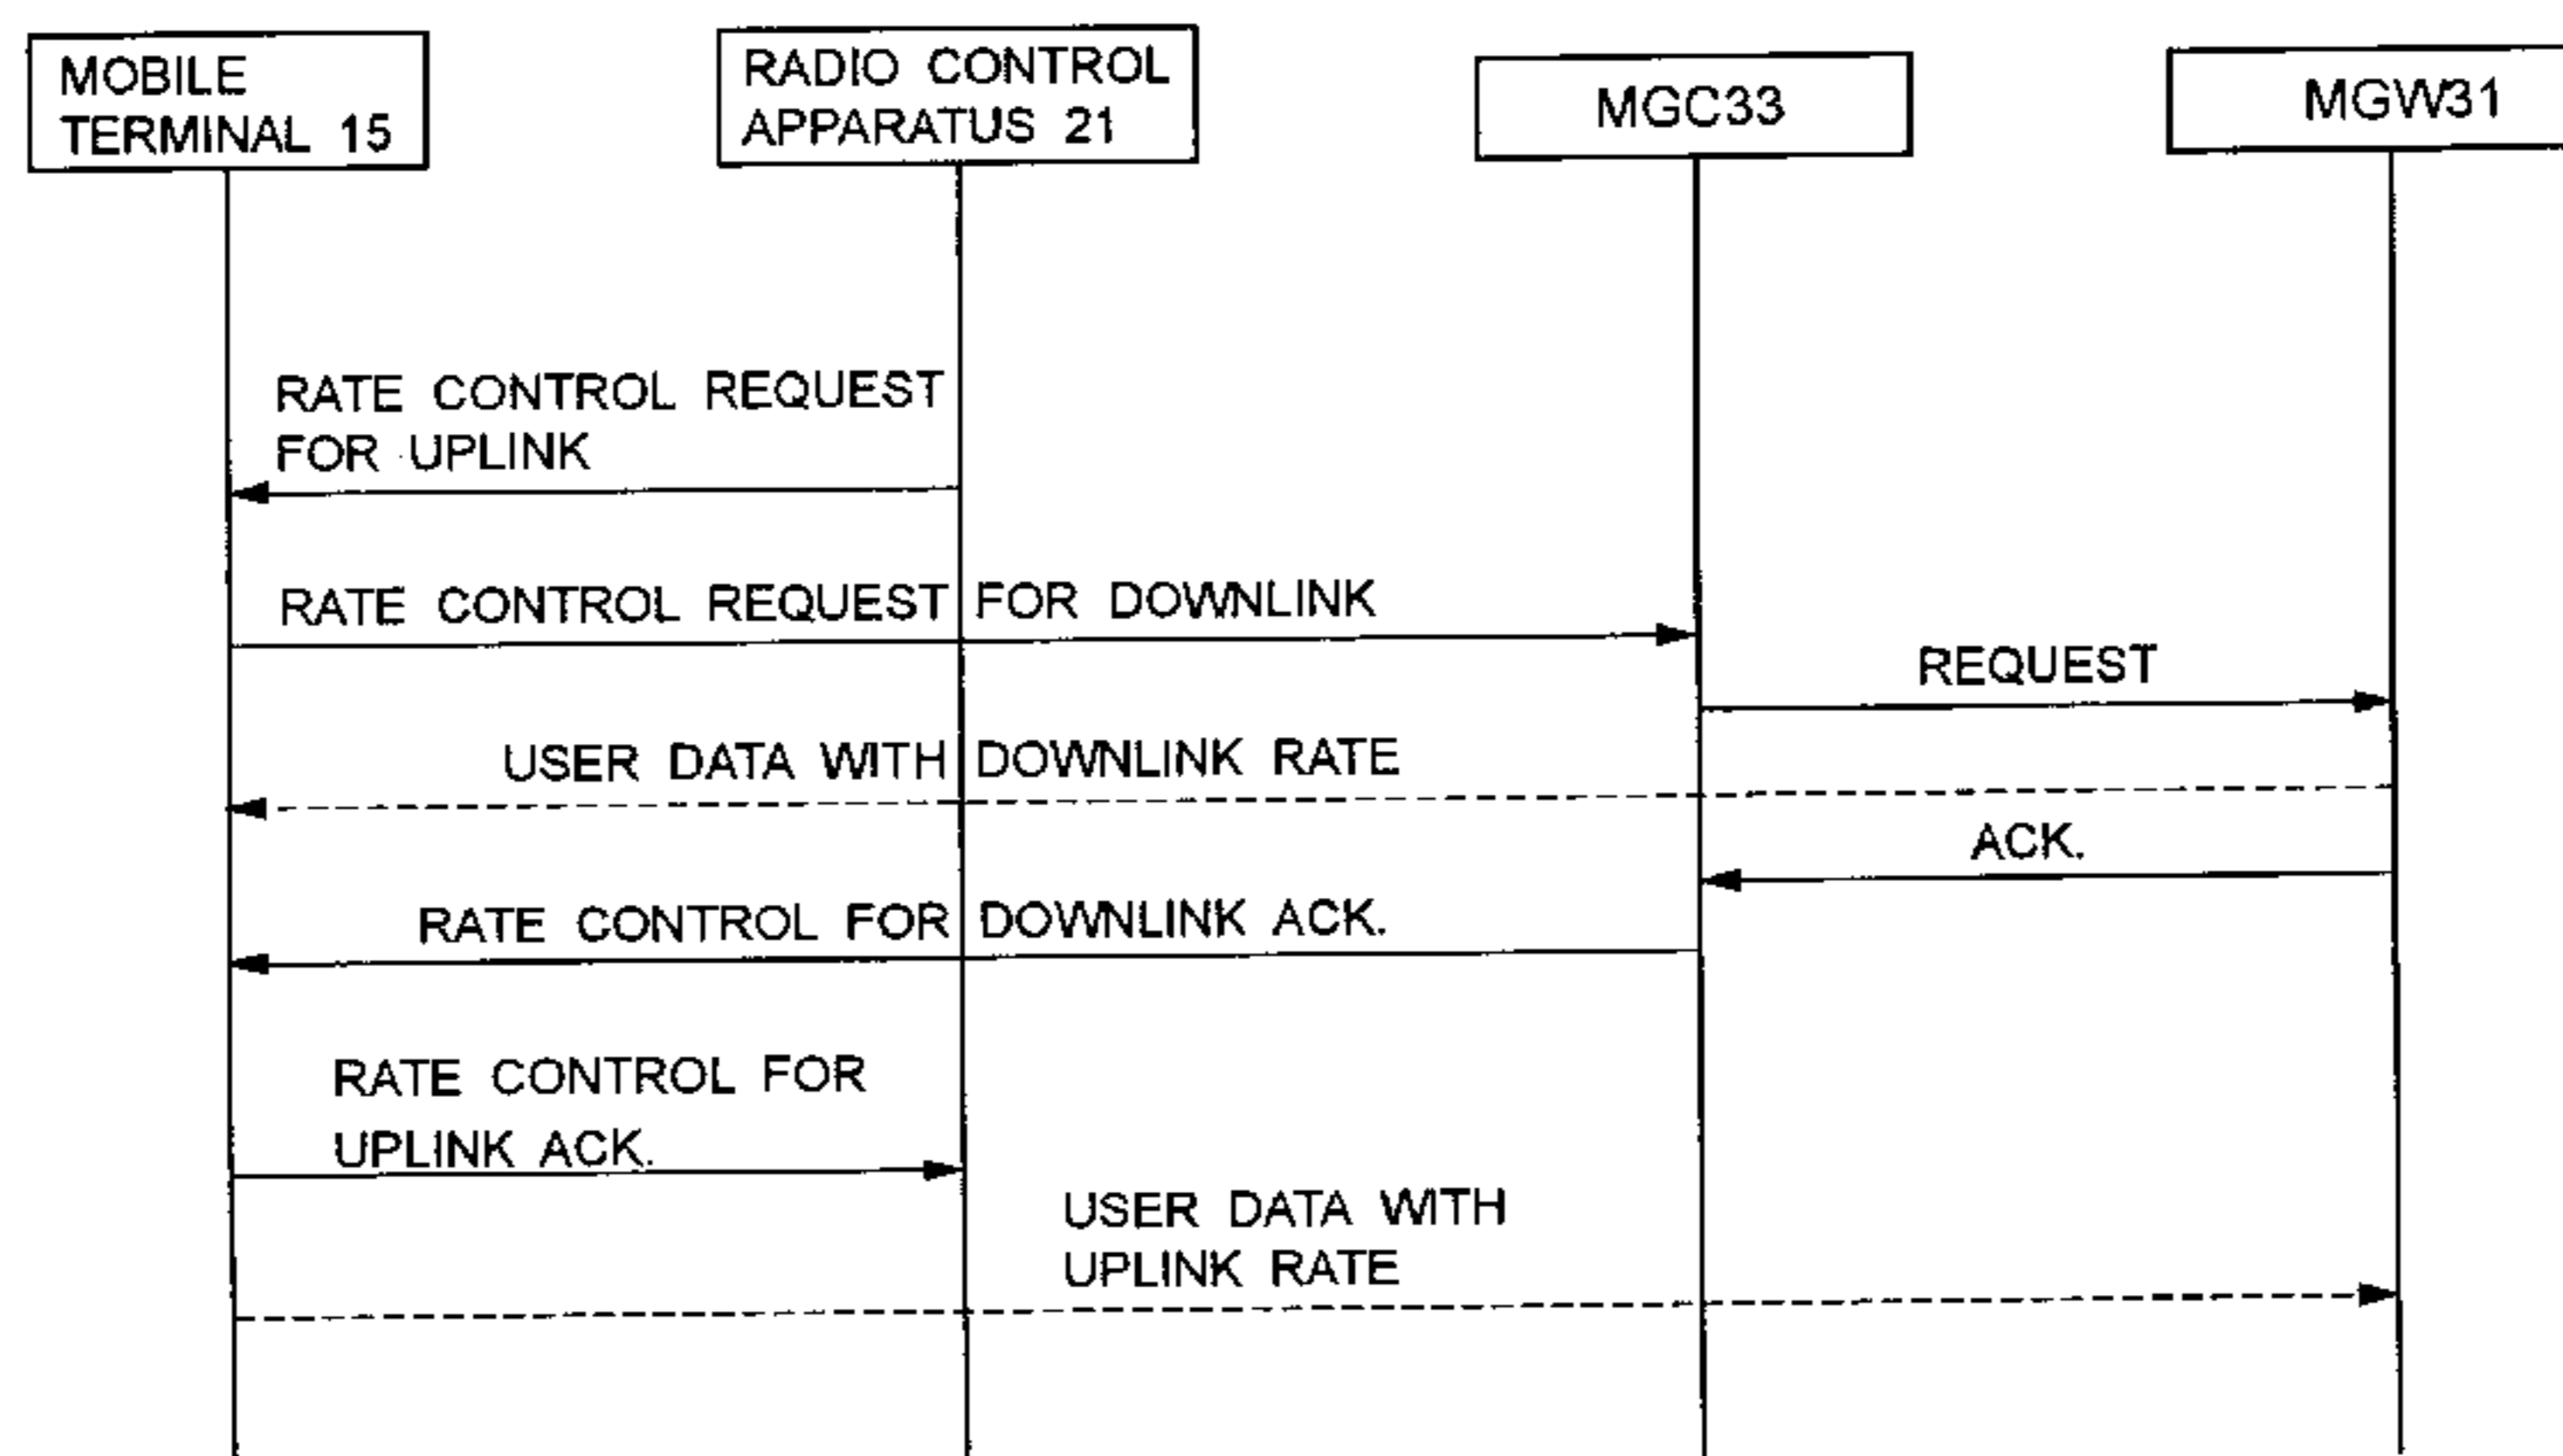 MOBILE
TERMINAL 15
RADIO CONTROL
APPARATUS 21
MGC33
MGW31
RATE CONTROL REQUEST
FOR UPLINK
RATE CONTROL REQUEST FOR DOWNLINK
REQUEST
USER DATA WITH DOWNLINK RATE
ACK.
RATE CONTROL FOR DOWNLINK ACK.
RATE CONTROL FOR
UPLINK ACK.
USER DATA WITH
UPLINK RATE